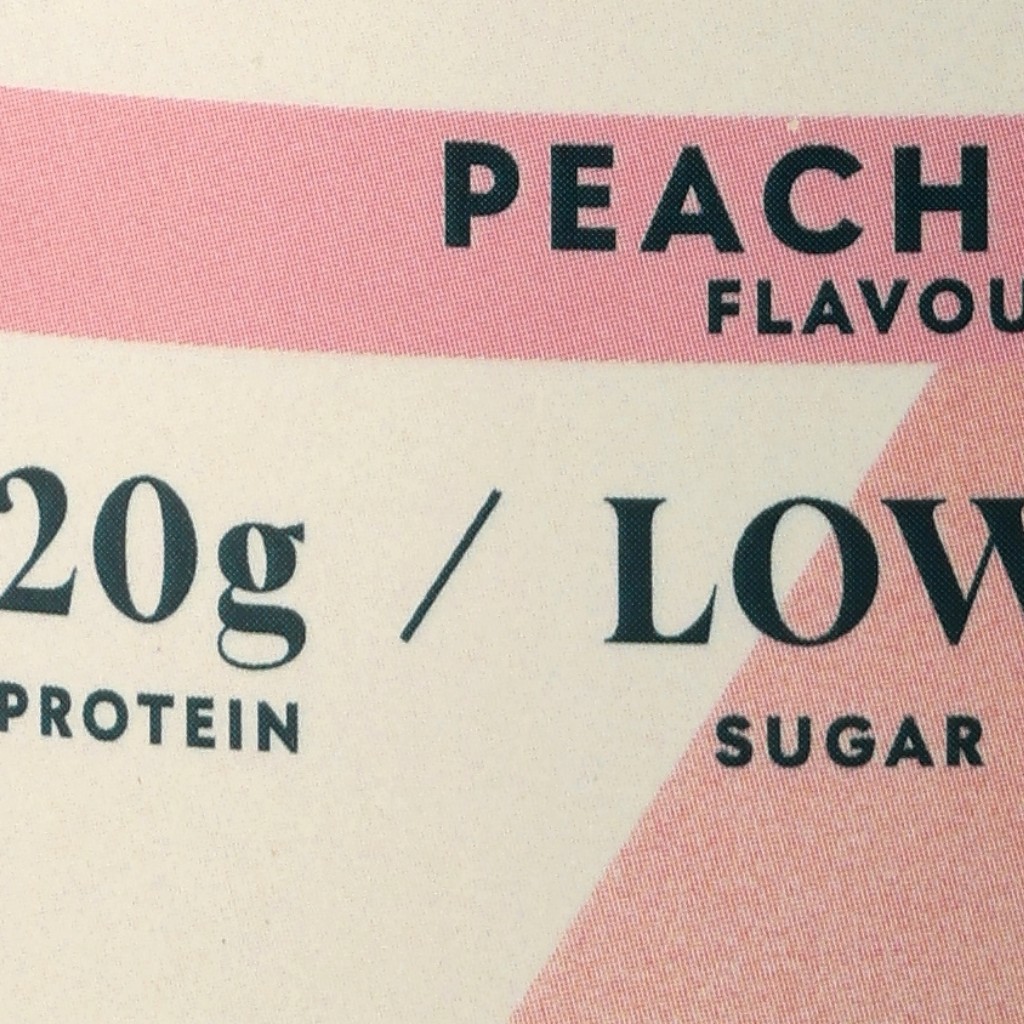 PEACH
FLAVOU
20g / LOW
PROTEIN SUGAR